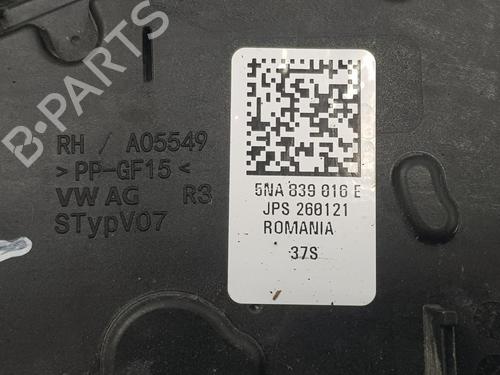 B-PARTS
RH / A05549
>PP-GF15<
VW AG R3
STypV07
5NA 839 016 E
JPS 260121
ROMANIA
37S